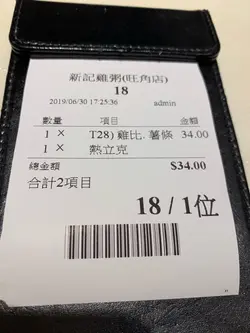 新記雞粥(旺角店)
18
2019/06/30 17:25:36 admin
數量 項目 金額
1 × T28) 雞比. 薯條 34.00
1 × 熱立克
總金額 $34.00
合計2項目
18 / 1位